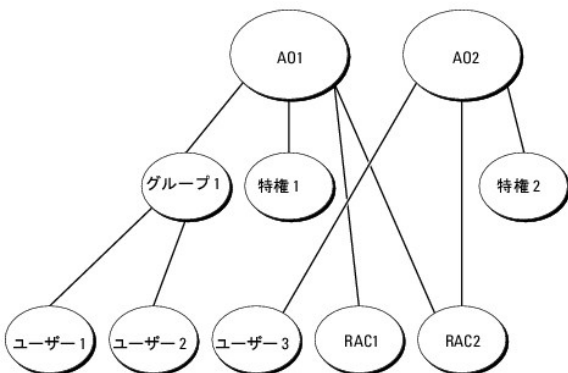 A01
A02
グループ 1
特権 1
特権 2
ユーザー 1
ユーザー 2
ユーザー 3
RAC1
RAC2